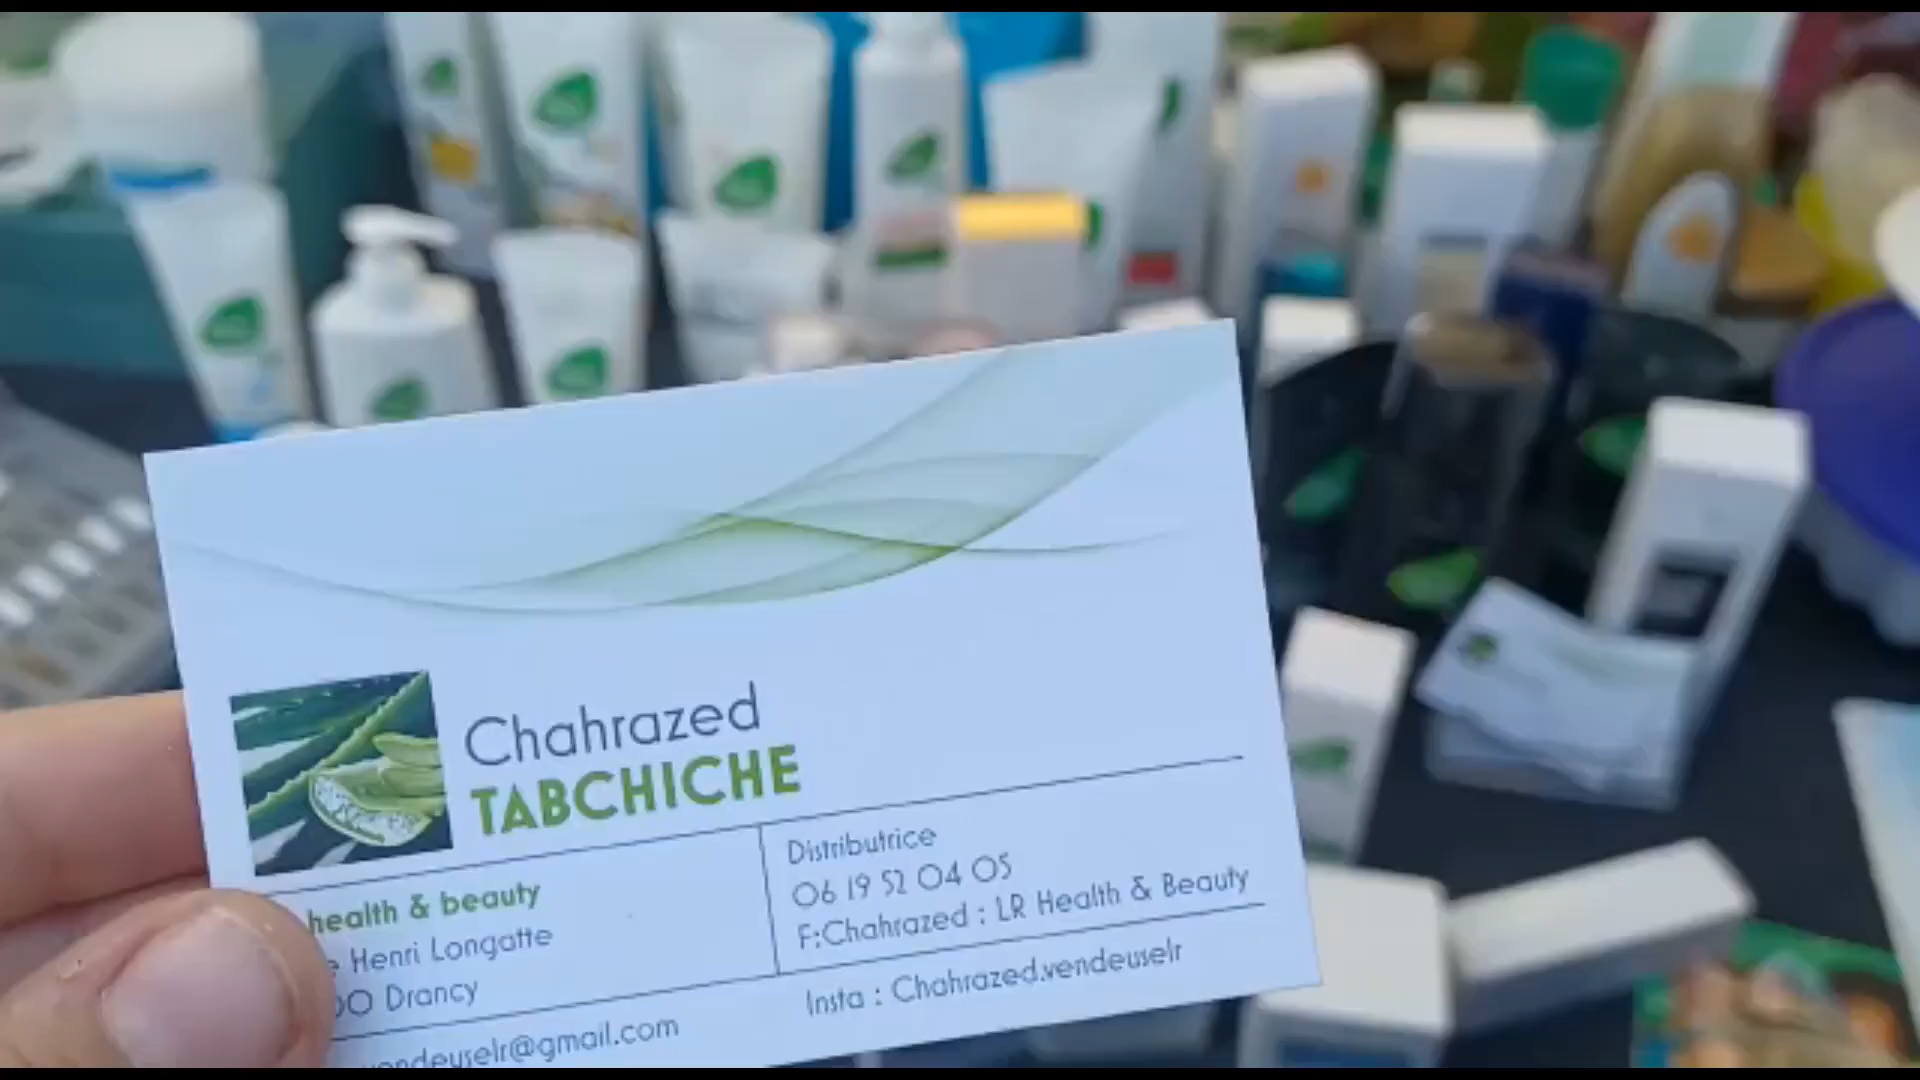 Chahrazed
TABCHICHE
health & beauty
Henri Longatte
Drancy
Distributrice
06 19 52 04 05
F:Chahrazed : LR Health & Beauty
vendeuselr@gmail.com
Insta : Chahrazed.vendeuselr